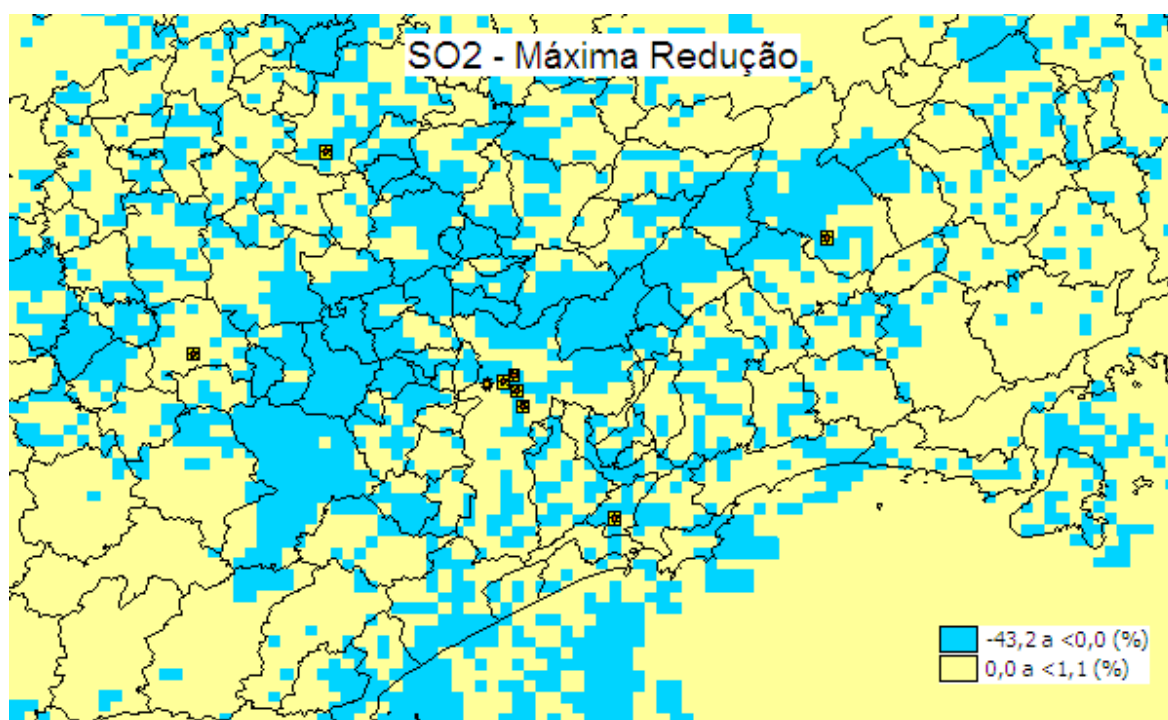 SO2 - Máxima Redução
-43,2 a <0,0 (%)
0,0 a <1,1 (%)